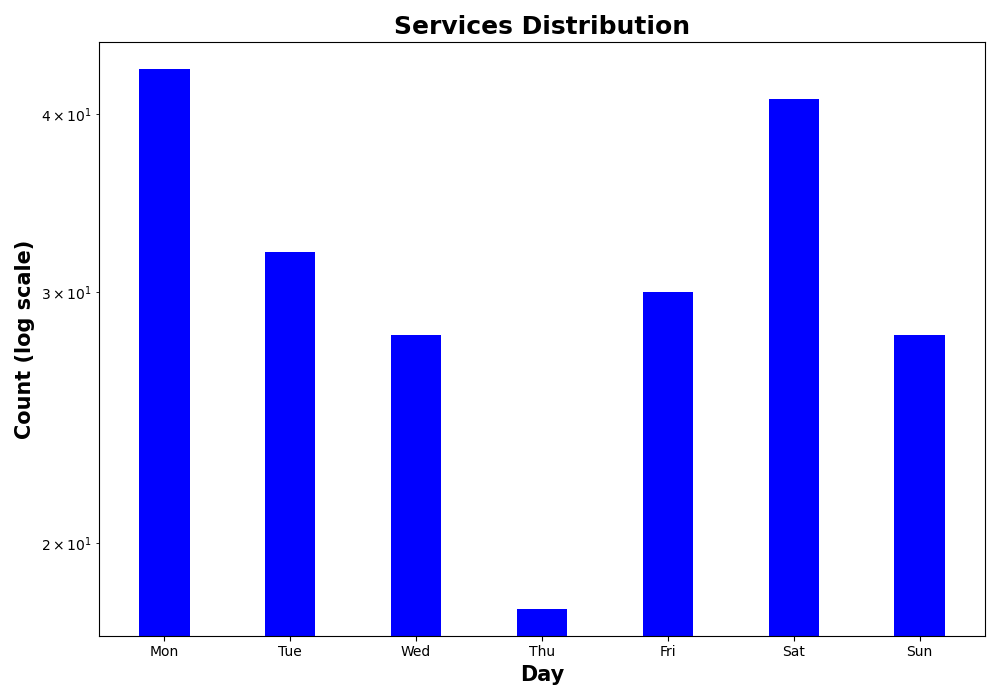 Services Distribution
Count (log scale)
4 × 10¹
3 × 10¹
2 × 10¹
Mon Tue Wed Thu Fri Sat Sun
Day